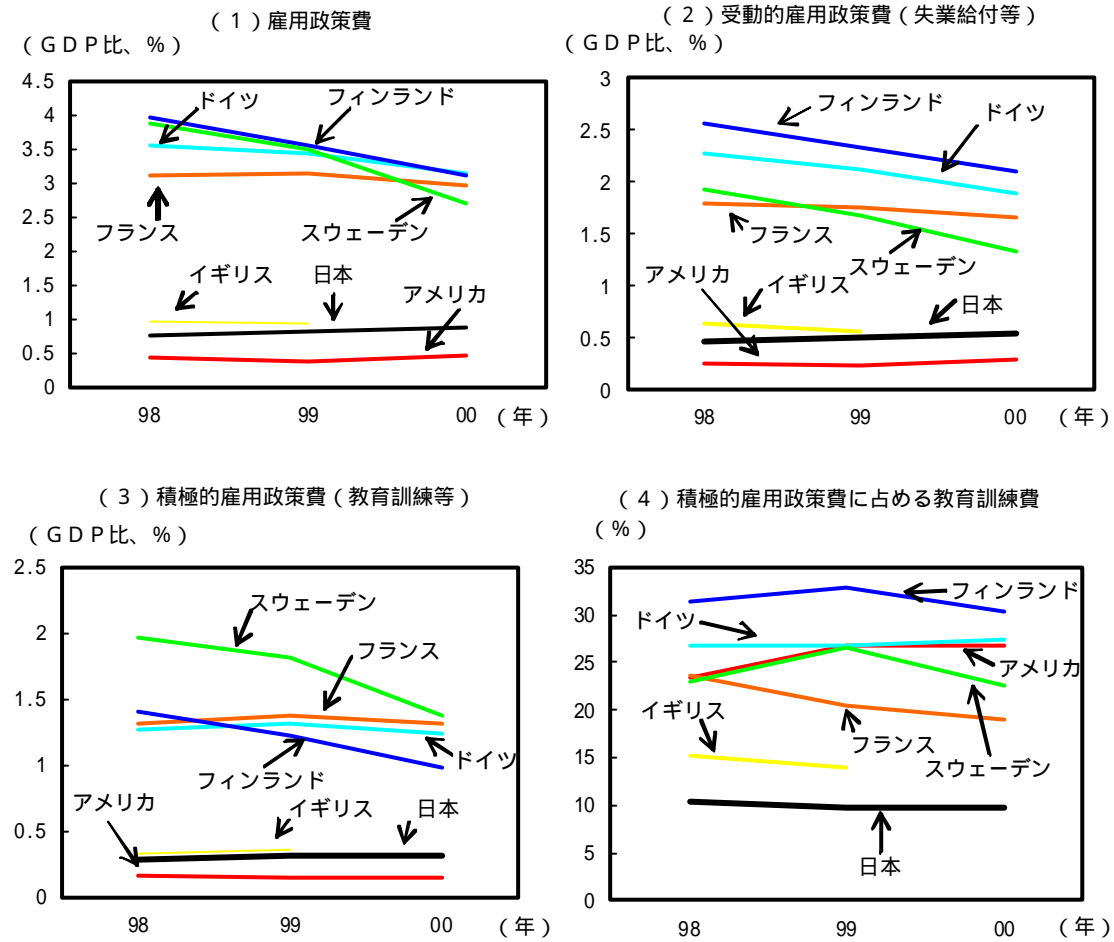 (1)雇用政策費
(GDP比、%)
4.5
4
3.5
3
2.5
2
1.5
1
0.5
0
ドイツ
フィンランド
フランス
スウェーデン
イギリス
日本
アメリカ
98
99
00
(年)
(2)受動的雇用政策費(失業給付等)
(GDP比、%)
3
2.5
2
1.5
1
0.5
0
フィンランド
ドイツ
フランス
スウェーデン
アメリカ
イギリス
日本
98
99
00
(年)
(3)積極的雇用政策費(教育訓練等)
(GDP比、%)
2.5
2
1.5
1
0.5
0
スウェーデン
フランス
ドイツ
フィンランド
アメリカ
イギリス
日本
98
99
00
(年)
(4)積極的雇用政策費に占める教育訓練費
(%)
35
30
25
20
15
10
5
0
フィンランド
ドイツ
アメリカ
イギリス
フランス
スウェーデン
日本
98
99
00
(年)